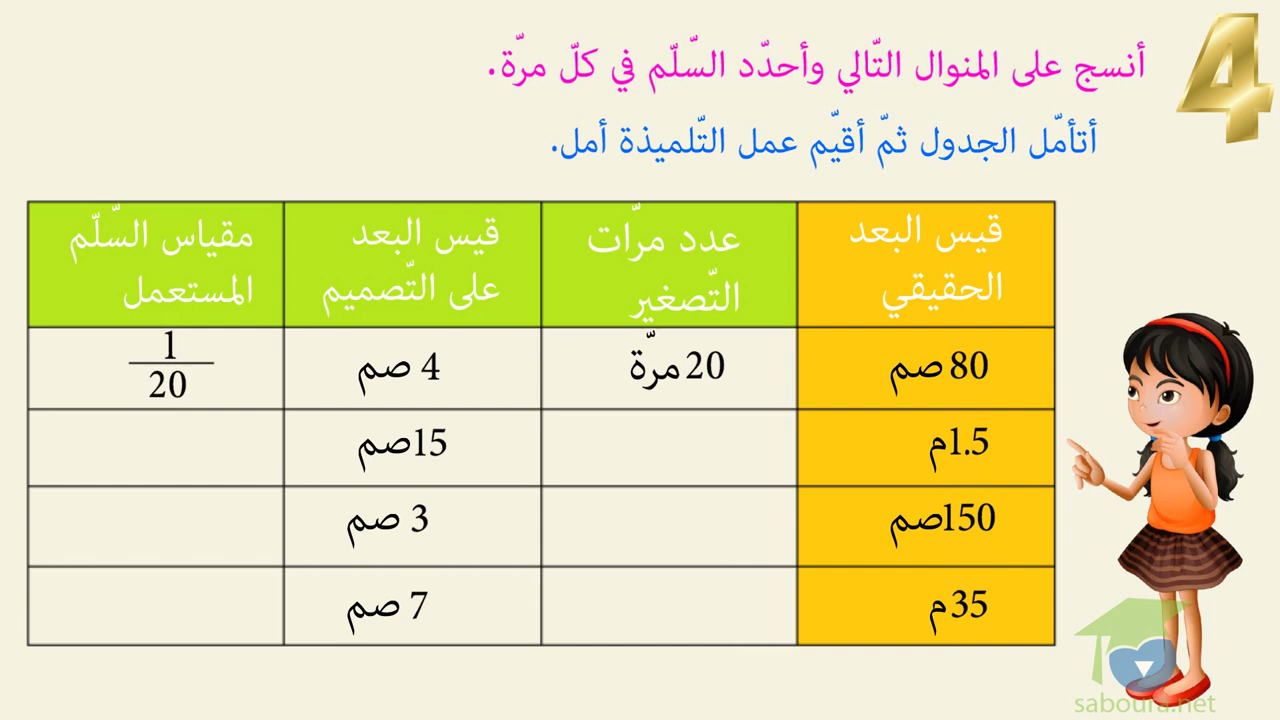 4
أنسج على المنوال التّالي وأحدّد السّلّم في كلّ مرّة.
أتأمّل الجدول ثمّ أقيّم عمل التّلميذة أمل.
قيس البعد الحقيقي | عدد مرّات التّصغير | قيس البعد على التّصميم | مقياس السّلّم المستعمل
80 صم | 20 مرّة | 4 صم | 1/20
1.5م | | 15صم |
150صم | | 3 صم |
35 م | | 7 صم |
saboura.net